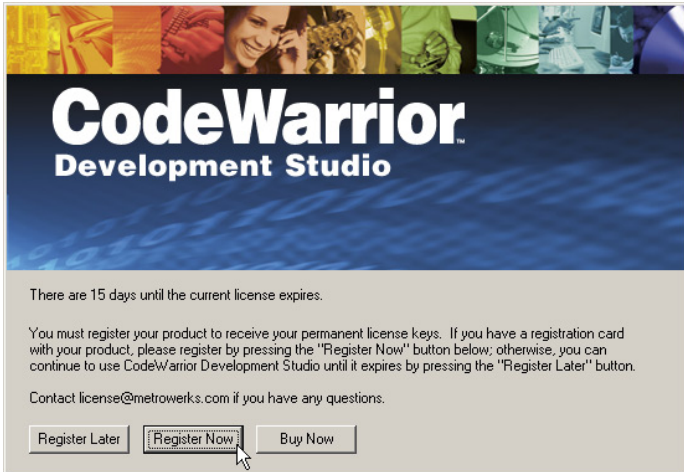 CodeWarrior™
Development Studio
There are 15 days until the current license expires.
You must register your product to receive your permanent license keys.  If you have a registration card
with your product, please register by pressing the "Register Now" button below; otherwise, you can
continue to use CodeWarrior Development Studio until it expires by pressing the "Register Later" button.
Contact license@metrowerks.com if you have any questions.
Register Later Register Now Buy Now